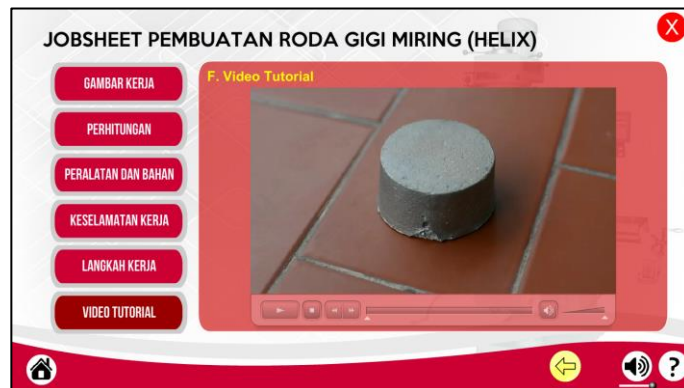 JOBSHEET PEMBUATAN RODA GIGI MIRING (HELIX)
X
GAMBAR KERJA
PERHITUNGAN
PERALATAN DAN BAHAN
KESELAMATAN KERJA
LANGKAH KERJA
VIDEO TUTORIAL
F. Video Tutorial
?